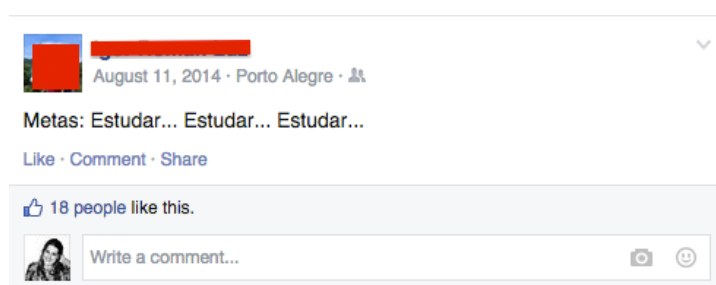 August 11, 2014 · Porto Alegre ·
Metas: Estudar... Estudar... Estudar...
Like · Comment · Share
18 people like this.
Write a comment...